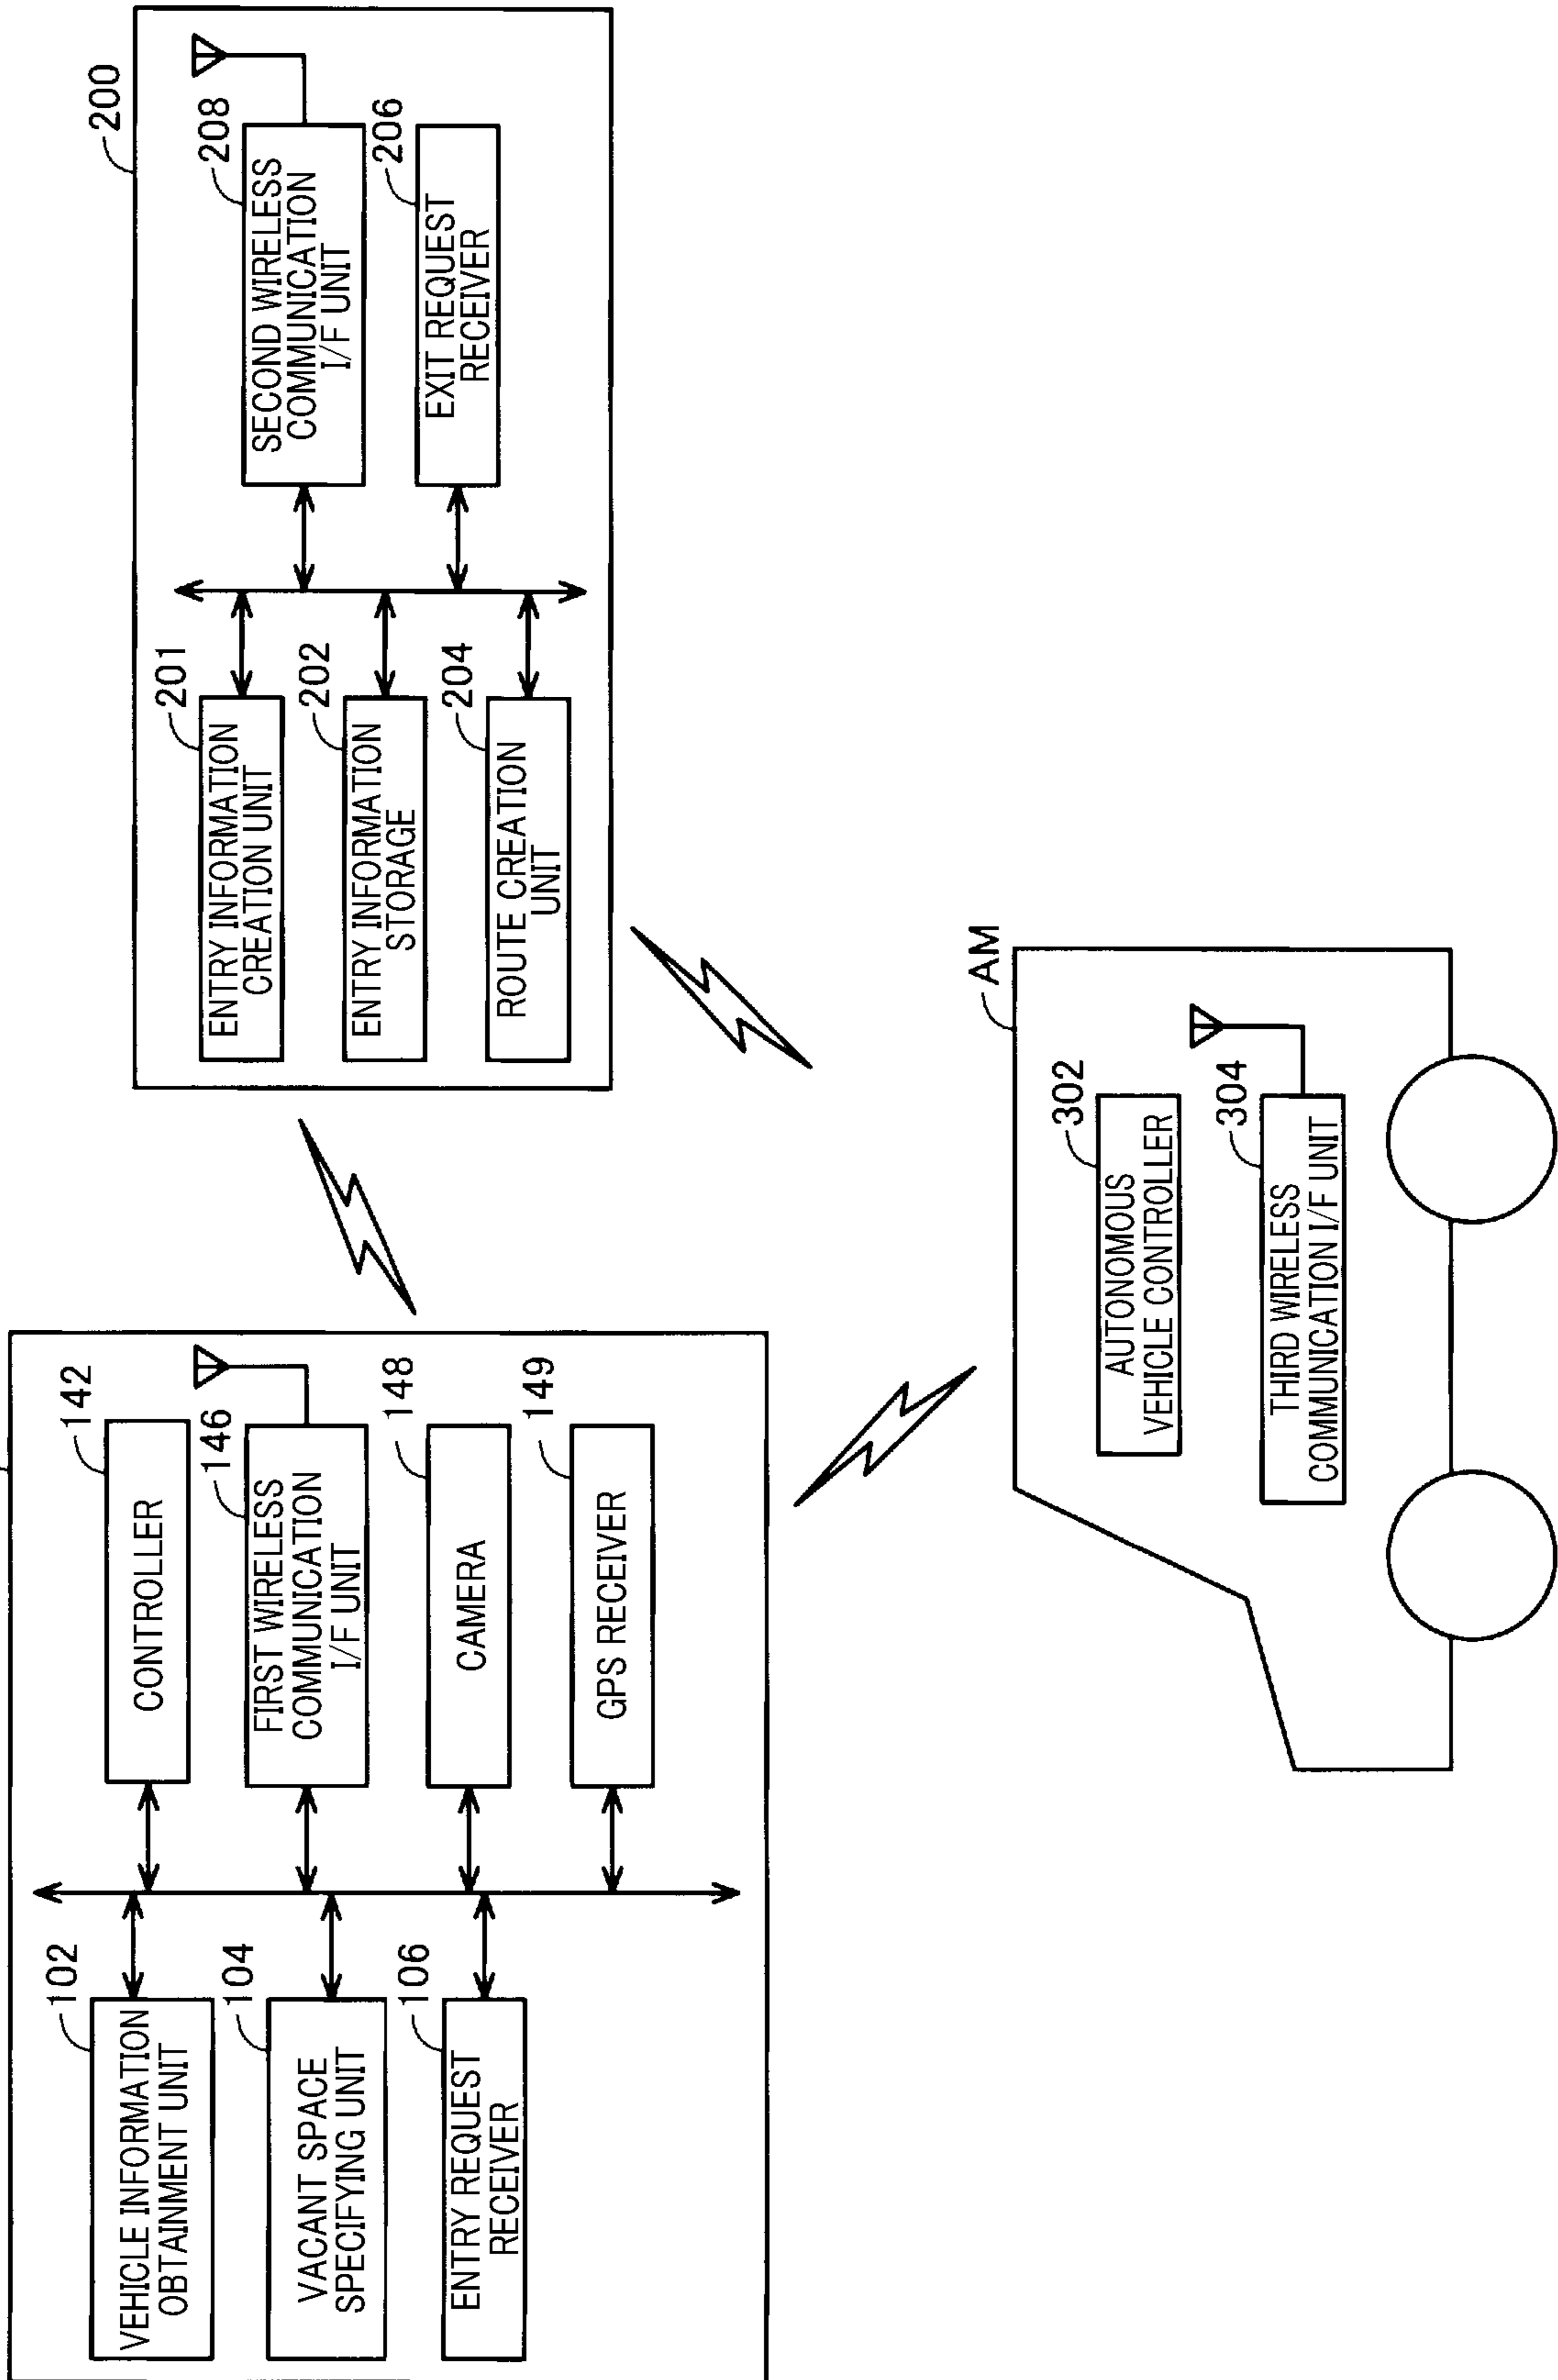 102
VEHICLE INFORMATION
OBTAINMENT UNIT
104
VACANT SPACE
SPECIFYING UNIT
106
ENTRY REQUEST
RECEIVER
142
CONTROLLER
146
FIRST WIRELESS
COMMUNICATION
I/F UNIT
148
CAMERA
149
GPS RECEIVER
200
201
ENTRY INFORMATION
CREATION UNIT
202
ENTRY INFORMATION
STORAGE
204
ROUTE CREATION
UNIT
208
SECOND WIRELESS
COMMUNICATION
I/F UNIT
206
EXIT REQUEST
RECEIVER
AM
302
AUTONOMOUS
VEHICLE CONTROLLER
304
THIRD WIRELESS
COMMUNICATION I/F UNIT